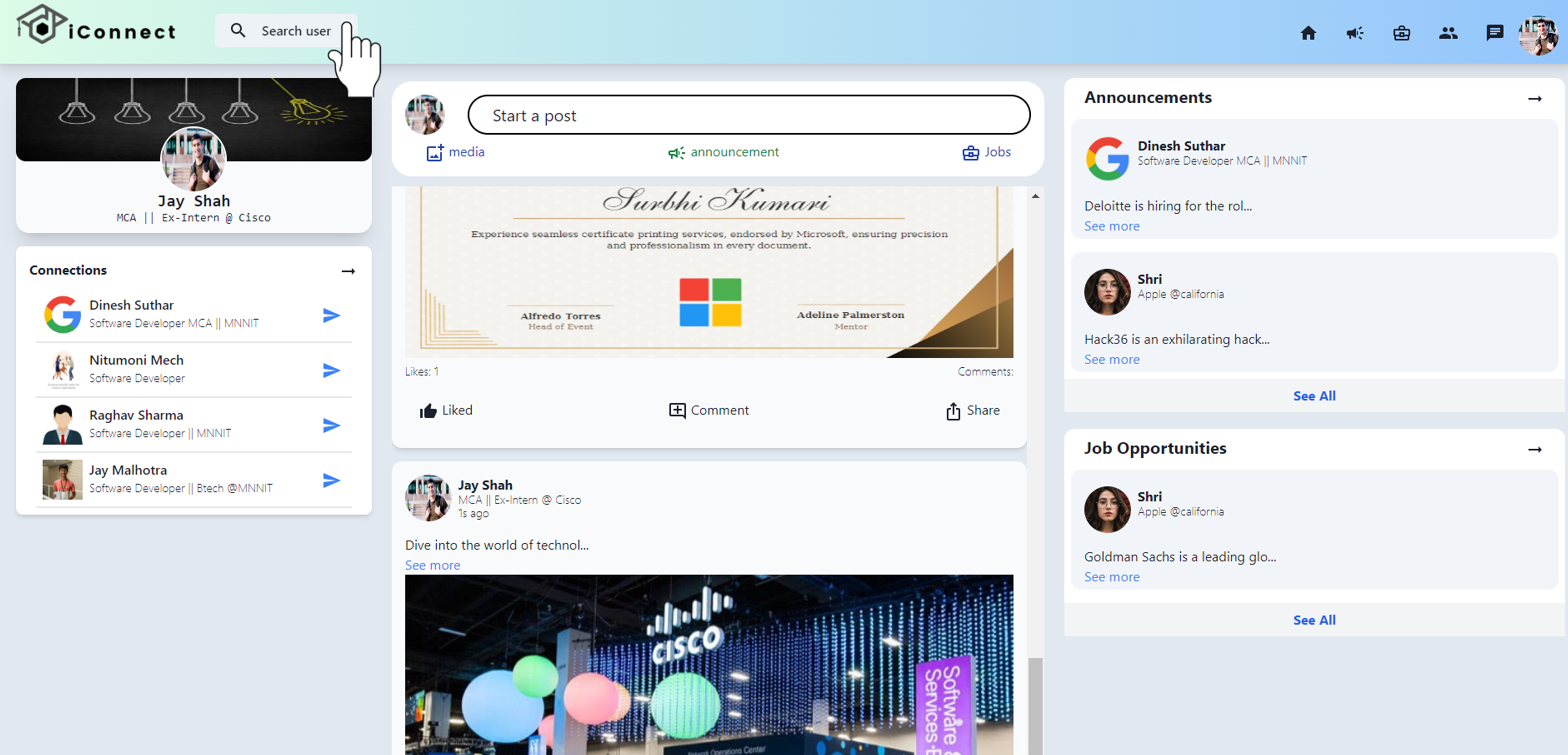 iConnect
Search user
Jay Shah
MCA || Ex-Intern @ Cisco
Connections
Dinesh Suthar
Software Developer MCA || MNNIT
Nitumoni Mech
Software Developer
Raghav Sharma
Software Developer || MNNIT
Jay Malhotra
Software Developer || Btech @MNNIT
Start a post
media
announcement
Jobs
Surbhi Kumari
Experience seamless certificate printing services, endorsed by Microsoft, ensuring precision
and professionalism in every document.
Alfredo Torres
Head of Event
Adeline Palmerston
Mentor
Likes: 1
Comments:
Liked
Comment
Share
Jay Shah
MCA || Ex-Intern @ Cisco
1s ago
Dive into the world of technol...
See more
CISCO
Software &
Services
Network Operations Center
Announcements
Dinesh Suthar
Software Developer MCA || MNNIT
Deloitte is hiring for the rol...
See more
Shri
Apple @california
Hack36 is an exhilarating hack...
See more
See All
Job Opportunities
Shri
Apple @california
Goldman Sachs is a leading glo...
See more
See All